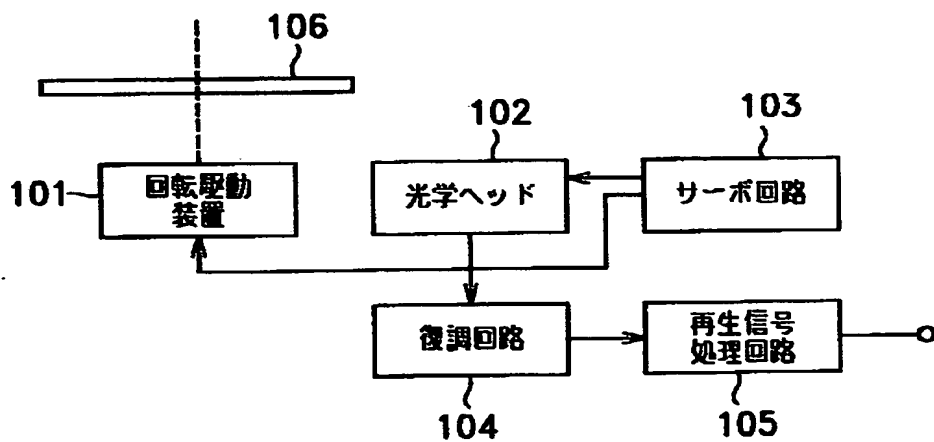 106
102
103
101
回転駆動
装置
光学ヘッド
サーボ回路
復調回路
再生信号
処理回路
104
105